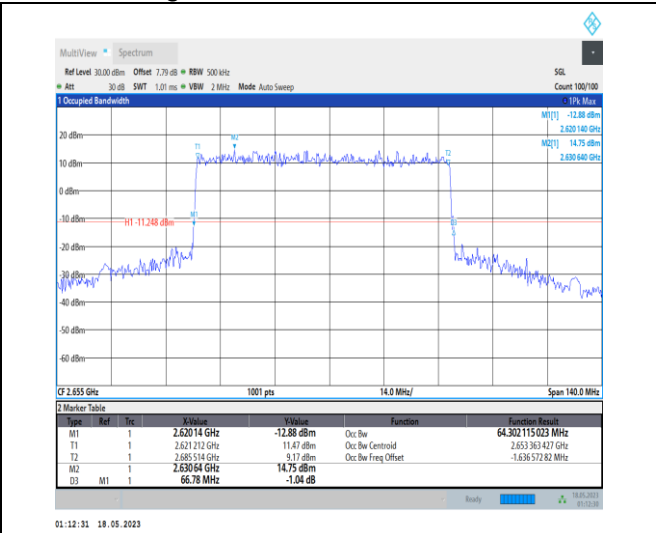 MultiView Spectrum
Ref Level 30.00 dBm Offset 7.79 dB RBW 500 kHz SGL
Att 30 dB SWT 1.01 ms VBW 2 MHz Mode Auto Sweep Count 100/100
1 Occupied Bandwidth 1Pk Max
M1[1] -12.88 dBm
2.620 140 GHz
M2[1] 14.75 dBm
2.630 640 GHz
20 dBm
M2
T1
T2
10 dBm
0 dBm
-10 dBm
M1
H1 -11.248 dBm
D3
-20 dBm
-30 dBm
-40 dBm
-50 dBm
-60 dBm
CF 2.655 GHz 1001 pts 14.0 MHz/ Span 140.0 MHz
2 Marker Table
Type Ref Trc X-Value Y-Value Function Function Result
M1 1 2.62014 GHz -12.88 dBm Occ Bw 64.302115023 MHz
T1 1 2.621 212 GHz 11.47 dBm Occ Bw Centroid 2.653 363 427 GHz
T2 1 2.685 514 GHz 9.17 dBm Occ Bw Freq Offset -1.636 572 82 MHz
M2 1 2.63064 GHz 14.75 dBm
D3 M1 1 66.78 MHz -1.04 dB
Ready 18.05.2023
01:12:30
01:12:31 18.05.2023